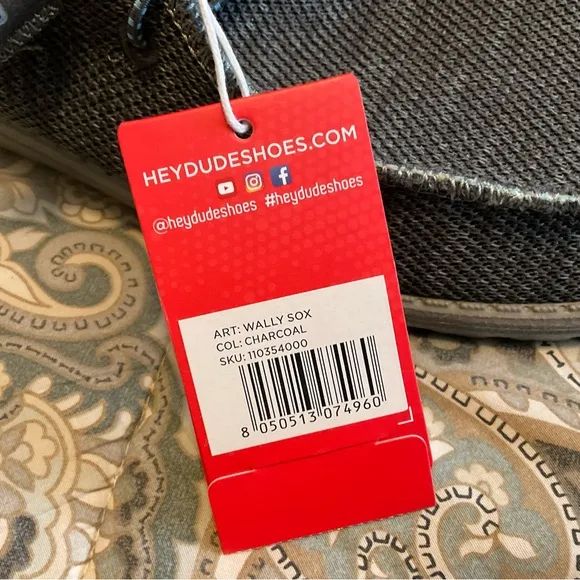 HEYDUDESHOES.COM
@heydudeshoes #heydudeshoes
ART: WALLY SOX
COL: CHARCOAL
SKU: 110354000
8 050513 074960